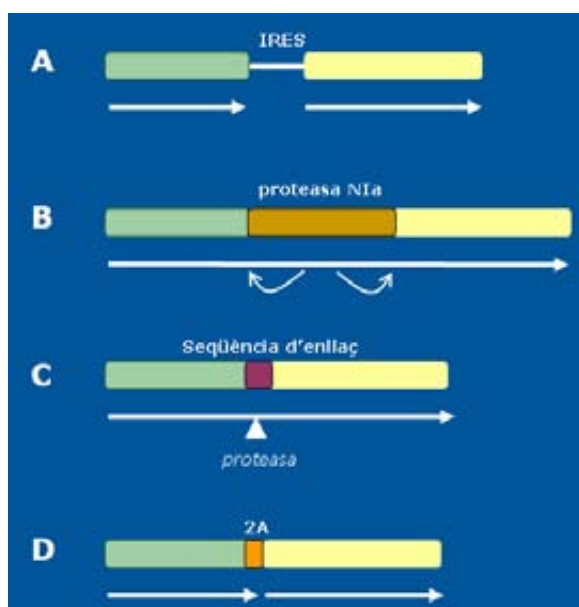 IRES
A
proteasa NIa
B
Seqüència d'enllaç
C
proteasa
2A
D